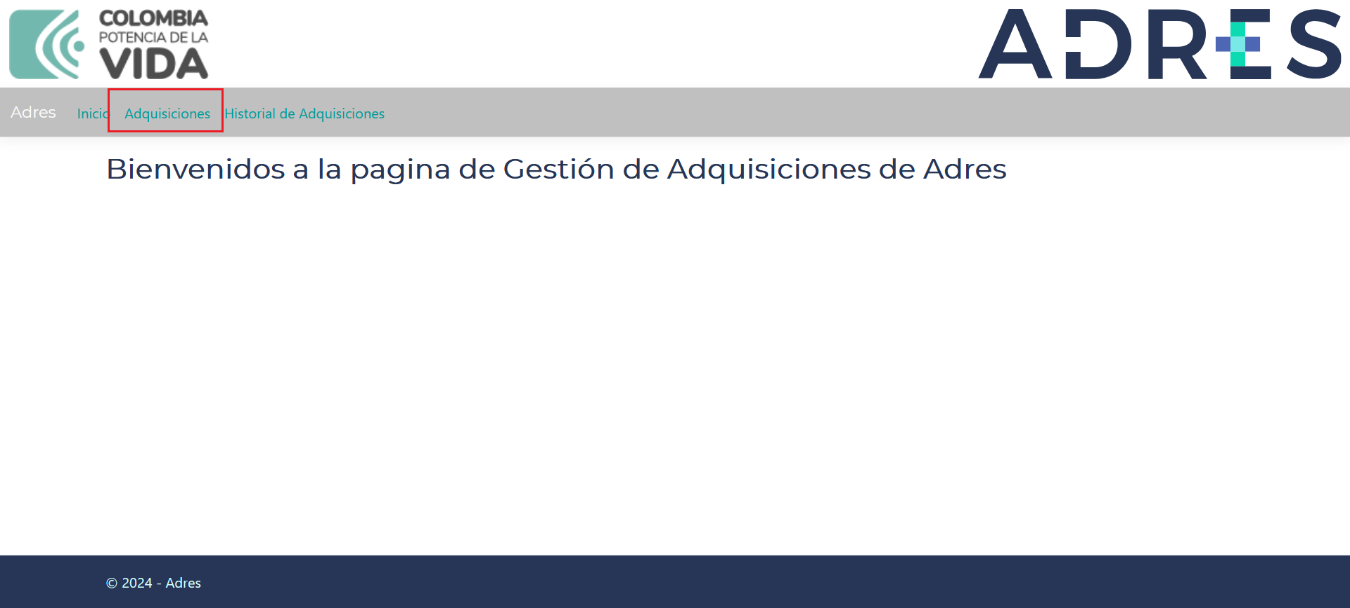 COLOMBIA
POTENCIA DE LA
VIDA
ADRES
Adres Inicio Adquisiciones Historial de Adquisiciones
Bienvenidos a la pagina de Gestión de Adquisiciones de Adres
© 2024 - Adres